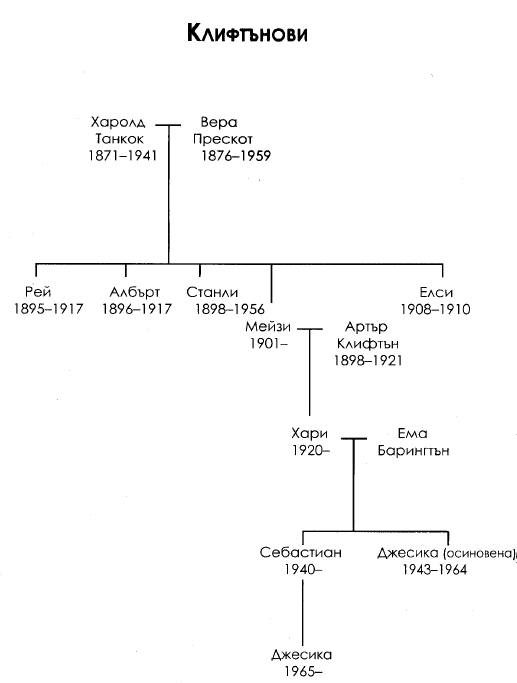 Клифтънови
Харолд Танкок 1871–1941
Вера Прескот 1876–1959
Рей 1895–1917
Албърт 1896–1917
Станли 1898–1956
Елси 1908–1910
Мейзи 1901–
Артър Клифтън 1898–1921
Хари 1920–
Ема Барингтън
Себастиан 1940–
Джесика (осиновена) 1943–1964
Джесика 1965–